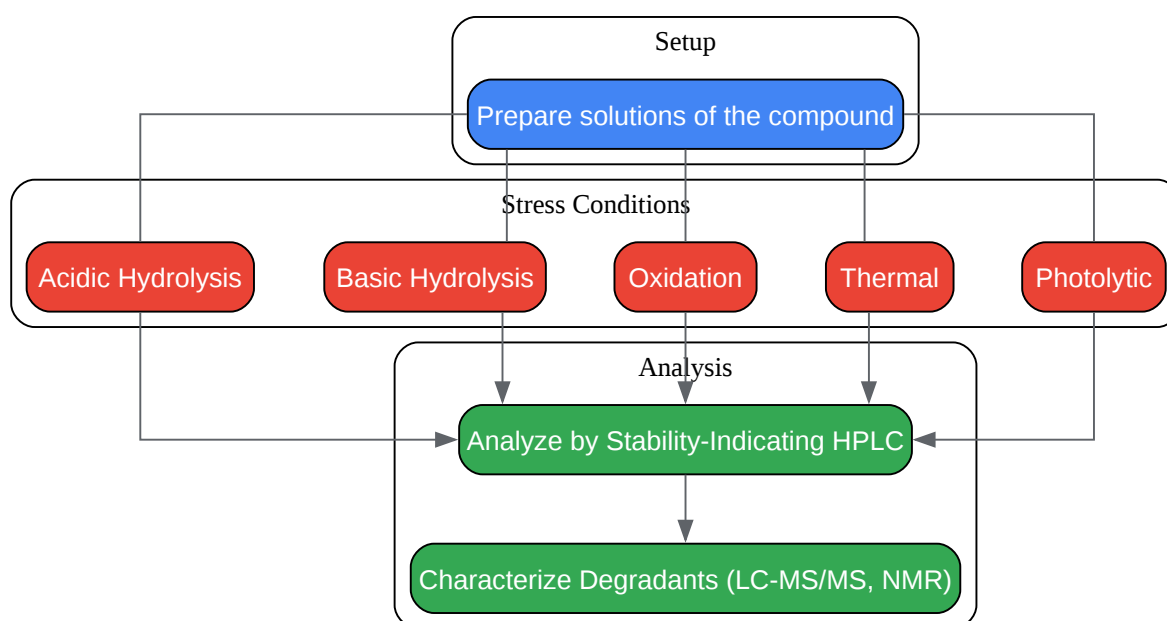 Setup
Prepare solutions of the compound
Stress Conditions
Acidic Hydrolysis
Basic Hydrolysis
Oxidation
Thermal
Photolytic
Analysis
Analyze by Stability-Indicating HPLC
Characterize Degradants (LC-MS/MS, NMR)